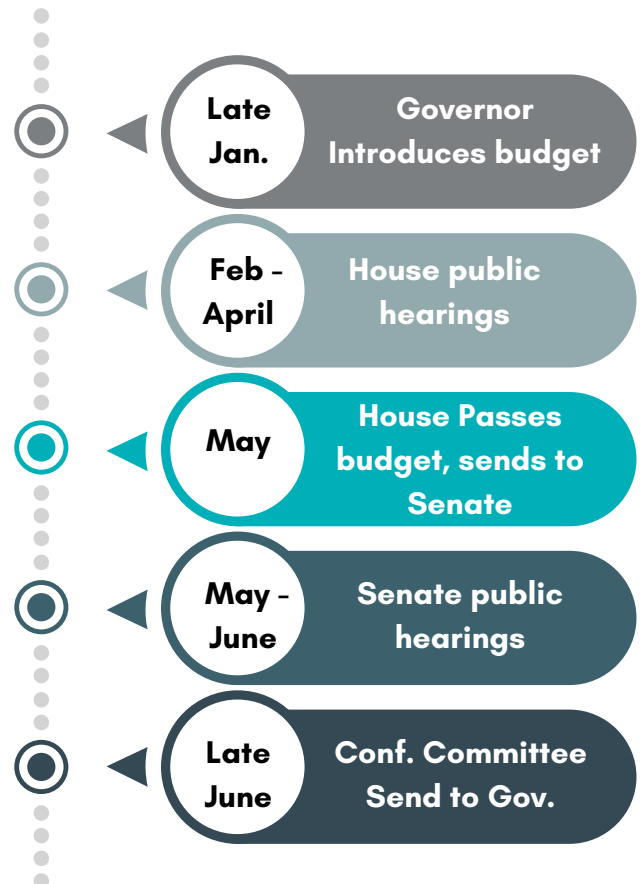 Late
Jan.
Governor
Introduces budget
Feb -
April
House public
hearings
May
House Passes
budget, sends to
Senate
May -
June
Senate public
hearings
Late
June
Conf. Committee
Send to Gov.